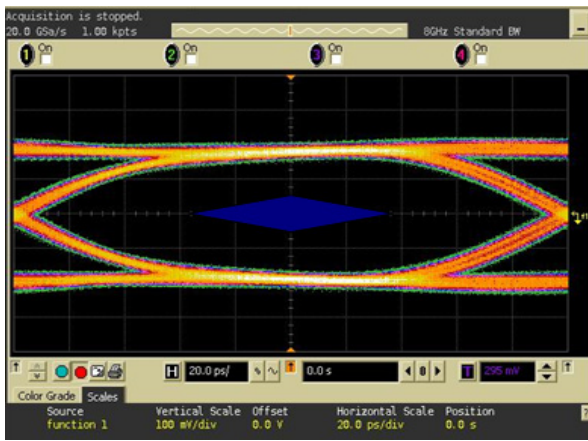 Acquisition is stopped.
20.0 GSa/s 1.00 kpts 8GHz Standard BW
1 On 2 On 3 On 4 On
H 20.0 ps/ 0.0 s 0 T 295 mV
Color Grade Scales
Source Vertical Scale Offset Horizontal Scale Position
function 1 100 mV/div 0.0 V 20.0 ps/div 0.0 s